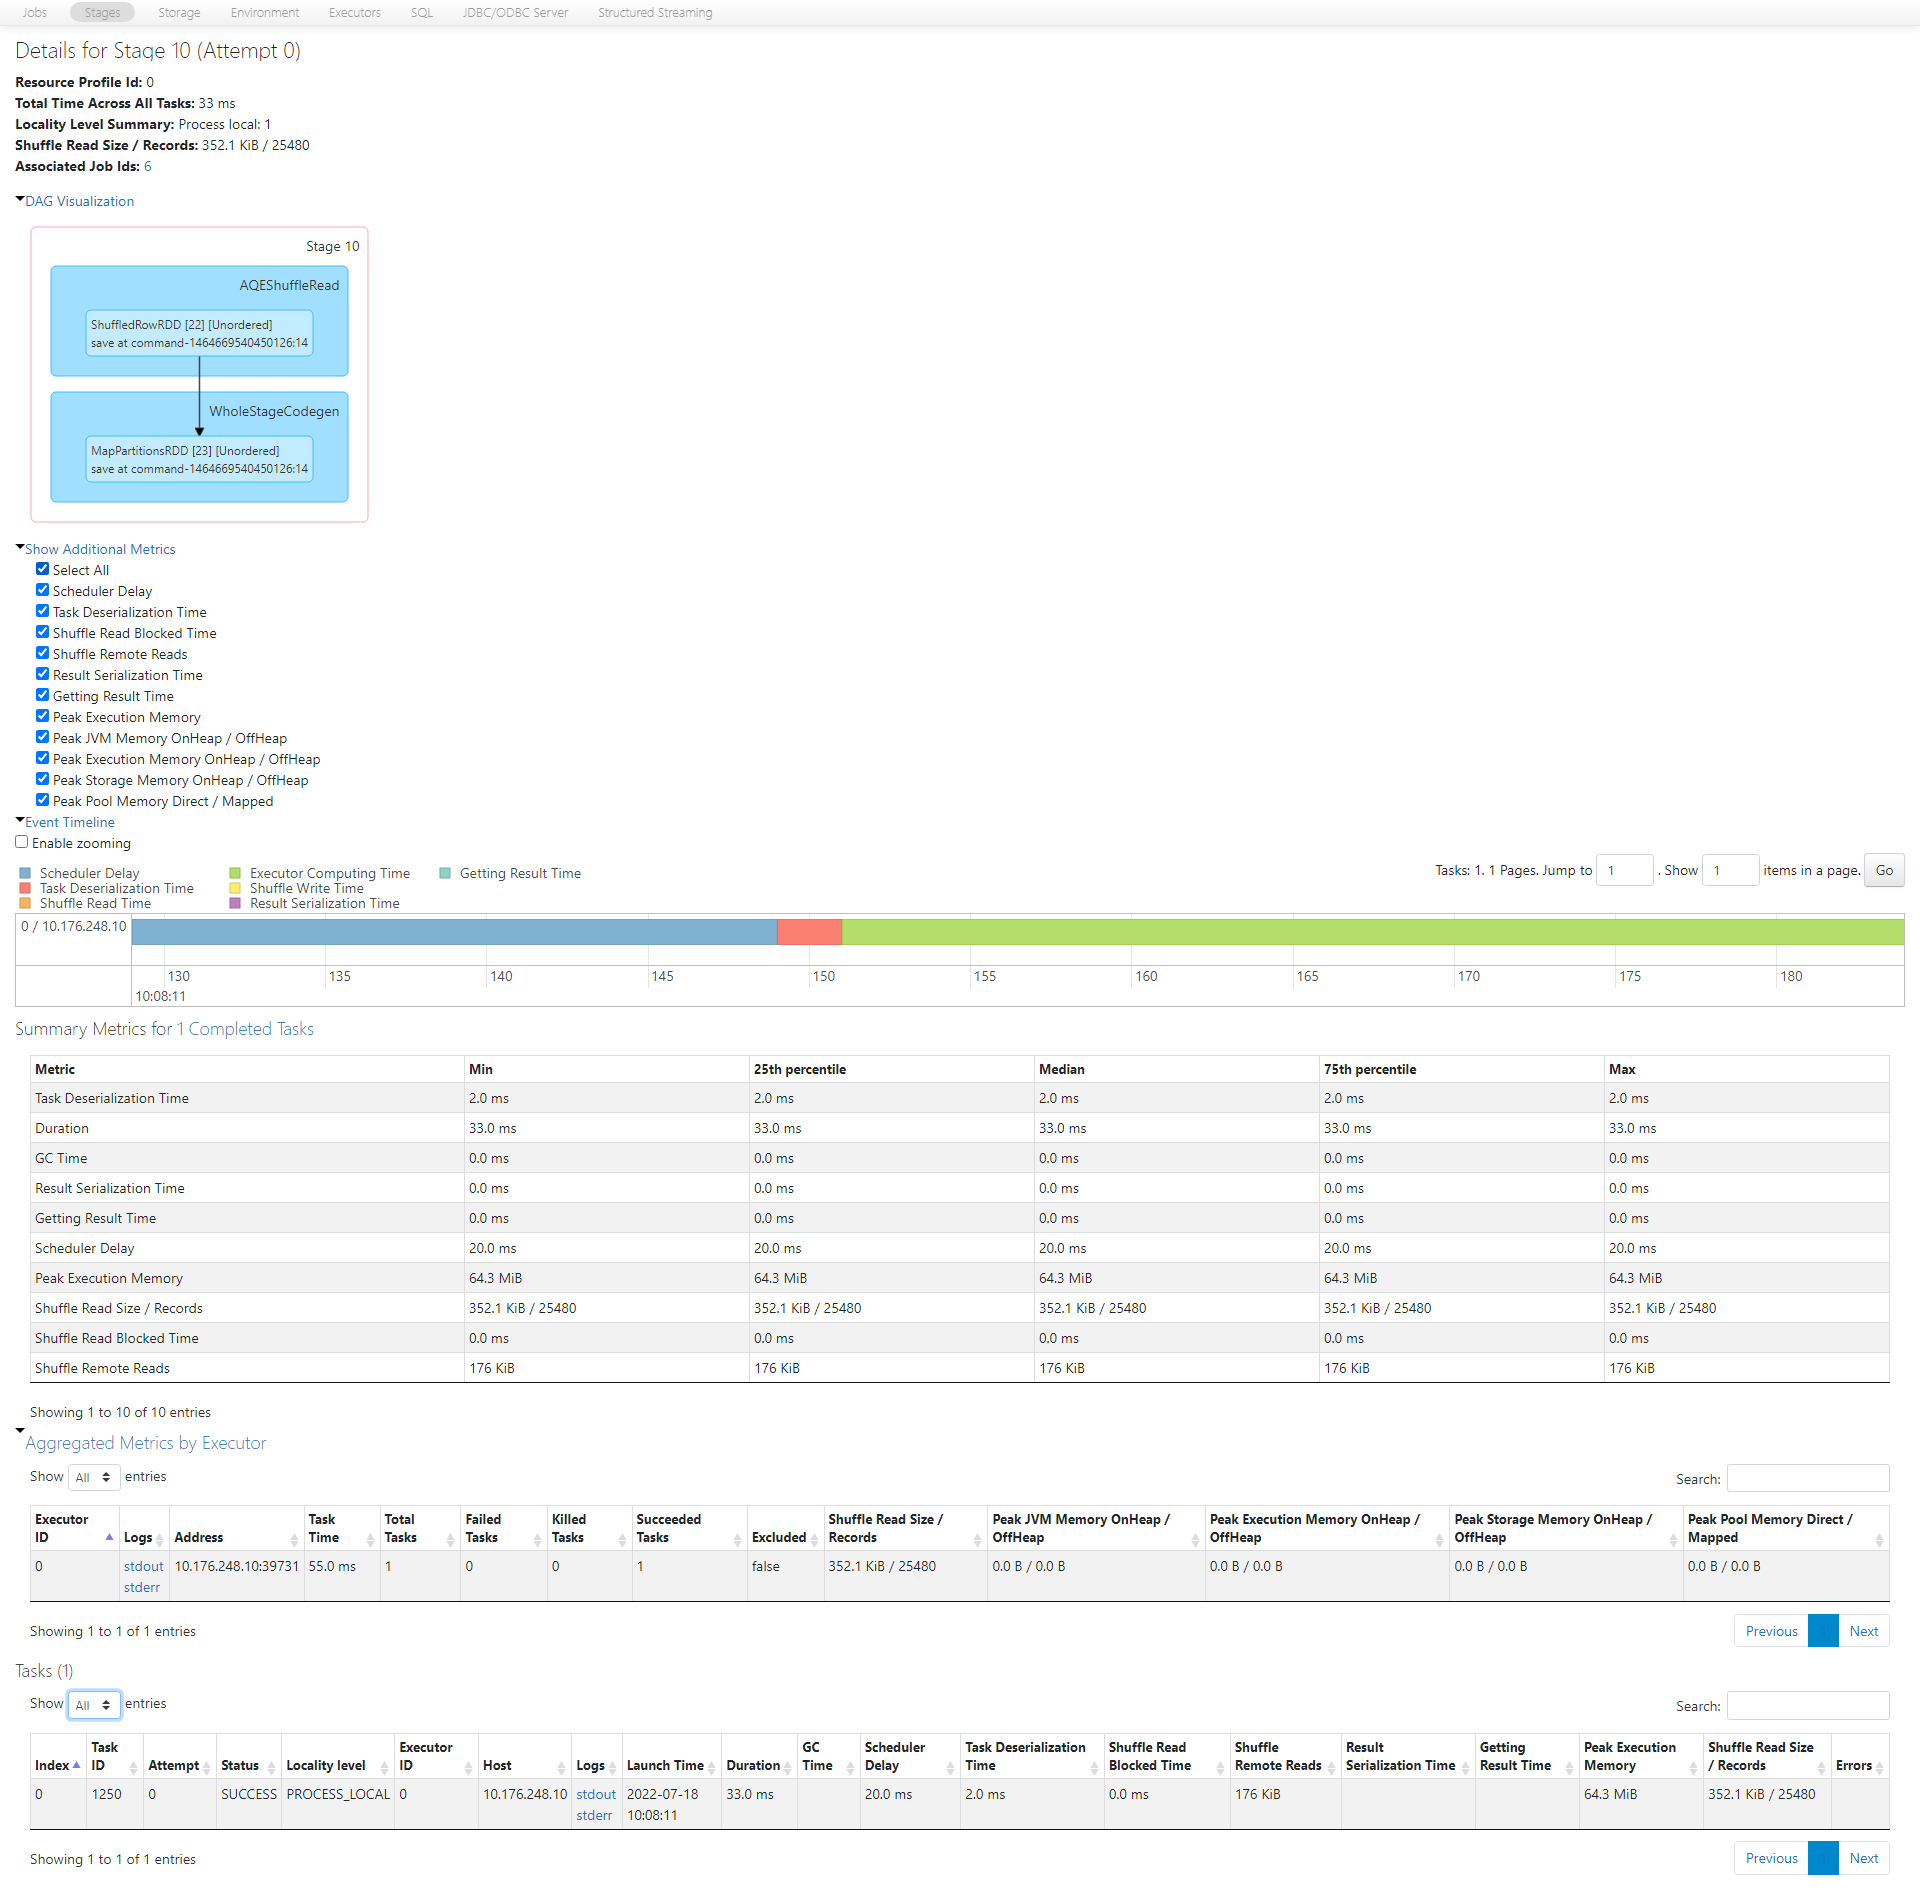 Jobs Stages Storage Environment Executors SQL JDBC/ODBC Server Structured Streaming
Details for Stage 10 (Attempt 0)
Resource Profile Id: 0
Total Time Across All Tasks: 33 ms
Locality Level Summary: Process local: 1
Shuffle Read Size / Records: 352.1 KiB / 25480
Associated Job Ids: 6
DAG Visualization
Stage 10
AQEShuffleRead
ShuffledRowRDD [22] [Unordered]
save at command-1464669540450126:14
WholeStageCodegen
MapPartitionsRDD [23] [Unordered]
save at command-1464669540450126:14
Show Additional Metrics
Select All
Scheduler Delay
Task Deserialization Time
Shuffle Read Blocked Time
Shuffle Remote Reads
Result Serialization Time
Getting Result Time
Peak Execution Memory
Peak JVM Memory OnHeap / OffHeap
Peak Execution Memory OnHeap / OffHeap
Peak Storage Memory OnHeap / OffHeap
Peak Pool Memory Direct / Mapped
Event Timeline
Enable zooming
Scheduler Delay Executor Computing Time Getting Result Time
Task Deserialization Time Shuffle Write Time
Shuffle Read Time Result Serialization Time
Tasks: 1. 1 Pages. Jump to 1 . Show 1 items in a page. Go
0 / 10.176.248.10
130 135 140 145 150 155 160 165 170 175 180
10:08:11
Summary Metrics for 1 Completed Tasks
Metric Min 25th percentile Median 75th percentile Max
Task Deserialization Time 2.0 ms 2.0 ms 2.0 ms 2.0 ms 2.0 ms
Duration 33.0 ms 33.0 ms 33.0 ms 33.0 ms 33.0 ms
GC Time 0.0 ms 0.0 ms 0.0 ms 0.0 ms 0.0 ms
Result Serialization Time 0.0 ms 0.0 ms 0.0 ms 0.0 ms 0.0 ms
Getting Result Time 0.0 ms 0.0 ms 0.0 ms 0.0 ms 0.0 ms
Scheduler Delay 20.0 ms 20.0 ms 20.0 ms 20.0 ms 20.0 ms
Peak Execution Memory 64.3 MiB 64.3 MiB 64.3 MiB 64.3 MiB 64.3 MiB
Shuffle Read Size / Records 352.1 KiB / 25480 352.1 KiB / 25480 352.1 KiB / 25480 352.1 KiB / 25480 352.1 KiB / 25480
Shuffle Read Blocked Time 0.0 ms 0.0 ms 0.0 ms 0.0 ms 0.0 ms
Shuffle Remote Reads 176 KiB 176 KiB 176 KiB 176 KiB 176 KiB
Showing 1 to 10 of 10 entries
Aggregated Metrics by Executor
Show All entries Search:
Executor ID Logs Address Task Time Total Tasks Failed Tasks Killed Tasks Succeeded Tasks Excluded Shuffle Read Size / Records Peak JVM Memory OnHeap / OffHeap Peak Execution Memory OnHeap / OffHeap Peak Storage Memory OnHeap / OffHeap Peak Pool Memory Direct / Mapped
0 stdout 10.176.248.10:39731 55.0 ms 1 0 0 1 false 352.1 KiB / 25480 0.0 B / 0.0 B 0.0 B / 0.0 B 0.0 B / 0.0 B 0.0 B / 0.0 B
stderr
Showing 1 to 1 of 1 entries Previous Next
Tasks (1)
Show All entries Search:
Index Task ID Attempt Status Locality level Executor ID Host Logs Launch Time Duration GC Time Scheduler Delay Task Deserialization Time Shuffle Read Blocked Time Shuffle Remote Reads Result Serialization Time Getting Result Time Peak Execution Memory Shuffle Read Size / Records Errors
0 1250 0 SUCCESS PROCESS_LOCAL 0 10.176.248.10 stdout 2022-07-18 33.0 ms 20.0 ms 2.0 ms 0.0 ms 176 KiB 64.3 MiB 352.1 KiB / 25480
stderr 10:08:11
Showing 1 to 1 of 1 entries Previous Next